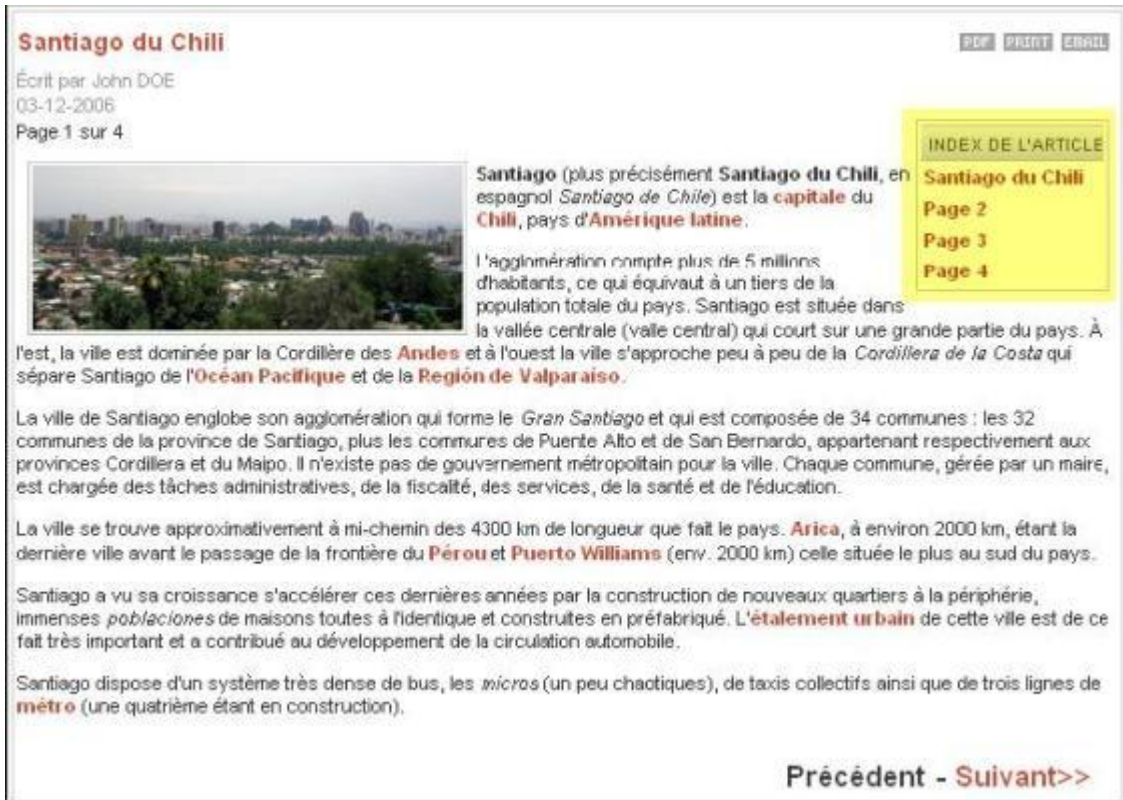 Santiago du Chili
PDF PRINT EMAIL
Écrit par John DOE
03-12-2006
Page 1 sur 4
INDEX DE L'ARTICLE
Santiago du Chili
Page 2
Page 3
Page 4
Santiago (plus précisément Santiago du Chili, en
espagnol Santiago de Chile) est la capitale du
Chili, pays d'Amérique latine.
L'agglomération compte plus de 5 millions
d'habitants, ce qui équivaut à un tiers de la
population totale du pays. Santiago est située dans
la vallée centrale (valle central) qui court sur une grande partie du pays. À
l'est, la ville est dominée par la Cordillère des Andes et à l'ouest la ville s'approche peu à peu de la Cordillera de la Costa qui
sépare Santiago de l'Océan Pacifique et de la Región de Valparaíso.
La ville de Santiago englobe son agglomération qui forme le Gran Santiago et qui est composée de 34 communes : les 32
communes de la province de Santiago, plus les communes de Puente Alto et de San Bernardo, appartenant respectivement aux
provinces Cordillera et du Maipo. Il n'existe pas de gouvernement métropolitain pour la ville. Chaque commune, gérée par un maire,
est chargée des tâches administratives, de la fiscalité, des services, de la santé et de l'éducation.
La ville se trouve approximativement à mi-chemin des 4300 km de longueur que fait le pays. Arica, à environ 2000 km, étant la
dernière ville avant le passage de la frontière du Pérou et Puerto Williams (env. 2000 km) celle située le plus au sud du pays.
Santiago a vu sa croissance s'accélérer ces dernières années par la construction de nouveaux quartiers à la périphérie,
immenses poblaciones de maisons toutes à l'identique et construites en préfabriqué. L'étalement urbain de cette ville est de ce
fait très important et a contribué au développement de la circulation automobile.
Santiago dispose d'un système très dense de bus, les micros (un peu chaotiques), de taxis collectifs ainsi que de trois lignes de
métro (une quatrième étant en construction).
Précédent - Suivant>>